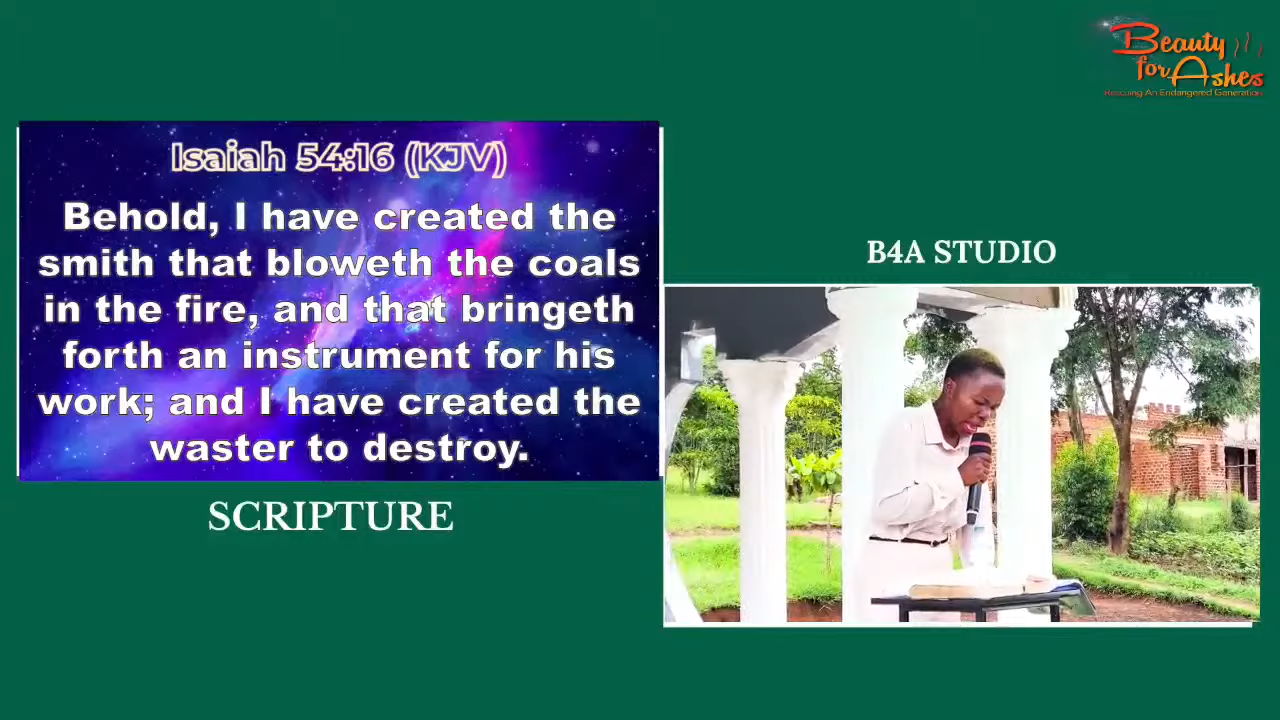 Beauty
for Ashes
Rescuing An Endangered Generation
Isaiah 54:16 (KJV)
Behold, I have created the
smith that bloweth the coals
in the fire, and that bringeth
forth an instrument for his
work; and I have created the
waster to destroy.
SCRIPTURE
B4A STUDIO